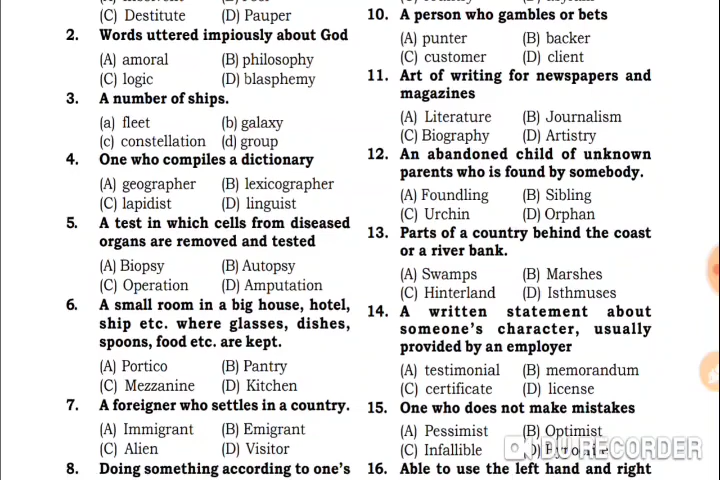 (C) Destitute (D) Pauper
2. Words uttered impiously about God
(A) amoral (B) philosophy
(C) logic (D) blasphemy
3. A number of ships.
(a) fleet (b) galaxy
(c) constellation (d) group
4. One who compiles a dictionary
(A) geographer (B) lexicographer
(C) lapidist (D) linguist
5. A test in which cells from diseased
organs are removed and tested
(A) Biopsy (B) Autopsy
(C) Operation (D) Amputation
6. A small room in a big house, hotel,
ship etc. where glasses, dishes,
spoons, food etc. are kept.
(A) Portico (B) Pantry
(C) Mezzanine (D) Kitchen
7. A foreigner who settles in a country.
(A) Immigrant (B) Emigrant
(C) Alien (D) Visitor
8. Doing something according to one's
10. A person who gambles or bets
(A) punter (B) backer
(C) customer (D) client
11. Art of writing for newspapers and
magazines
(A) Literature (B) Journalism
(C) Biography (D) Artistry
12. An abandoned child of unknown
parents who is found by somebody.
(A) Foundling (B) Sibling
(C) Urchin (D) Orphan
13. Parts of a country behind the coast
or a river bank.
(A) Swamps (B) Marshes
(C) Hinterland (D) Isthmuses
14. A written statement about
someone's character, usually
provided by an employer
(A) testimonial (B) memorandum
(C) certificate (D) license
15. One who does not make mistakes
(A) Pessimist (B) Optimist
(C) Infallible (D)
RECORDER
16. Able to use the left hand and right